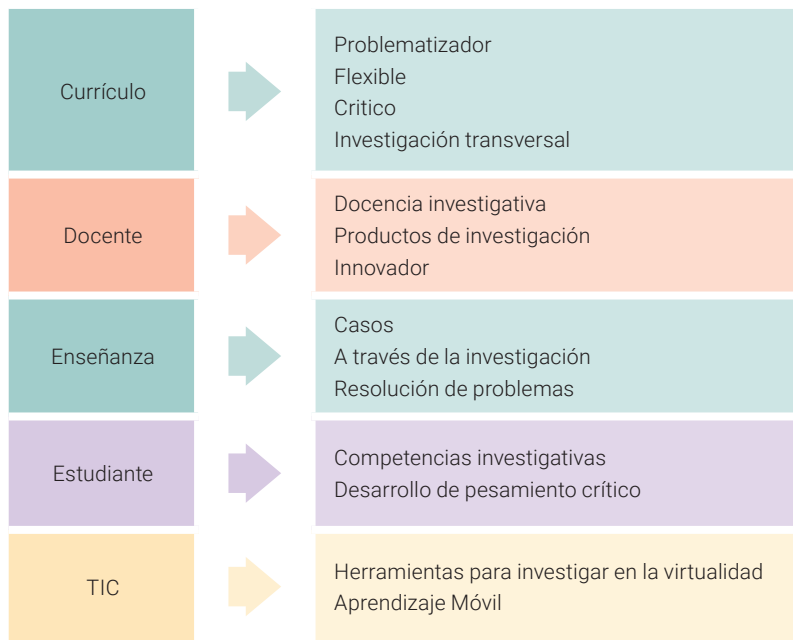 Currículo
Problematizador
Flexible
Critico
Investigación transversal
Docente
Docencia investigativa
Productos de investigación
Innovador
Enseñanza
Casos
A través de la investigación
Resolución de problemas
Estudiante
Competencias investigativas
Desarrollo de pesamiento crítico
TIC
Herramientas para investigar en la virtualidad
Aprendizaje Móvil